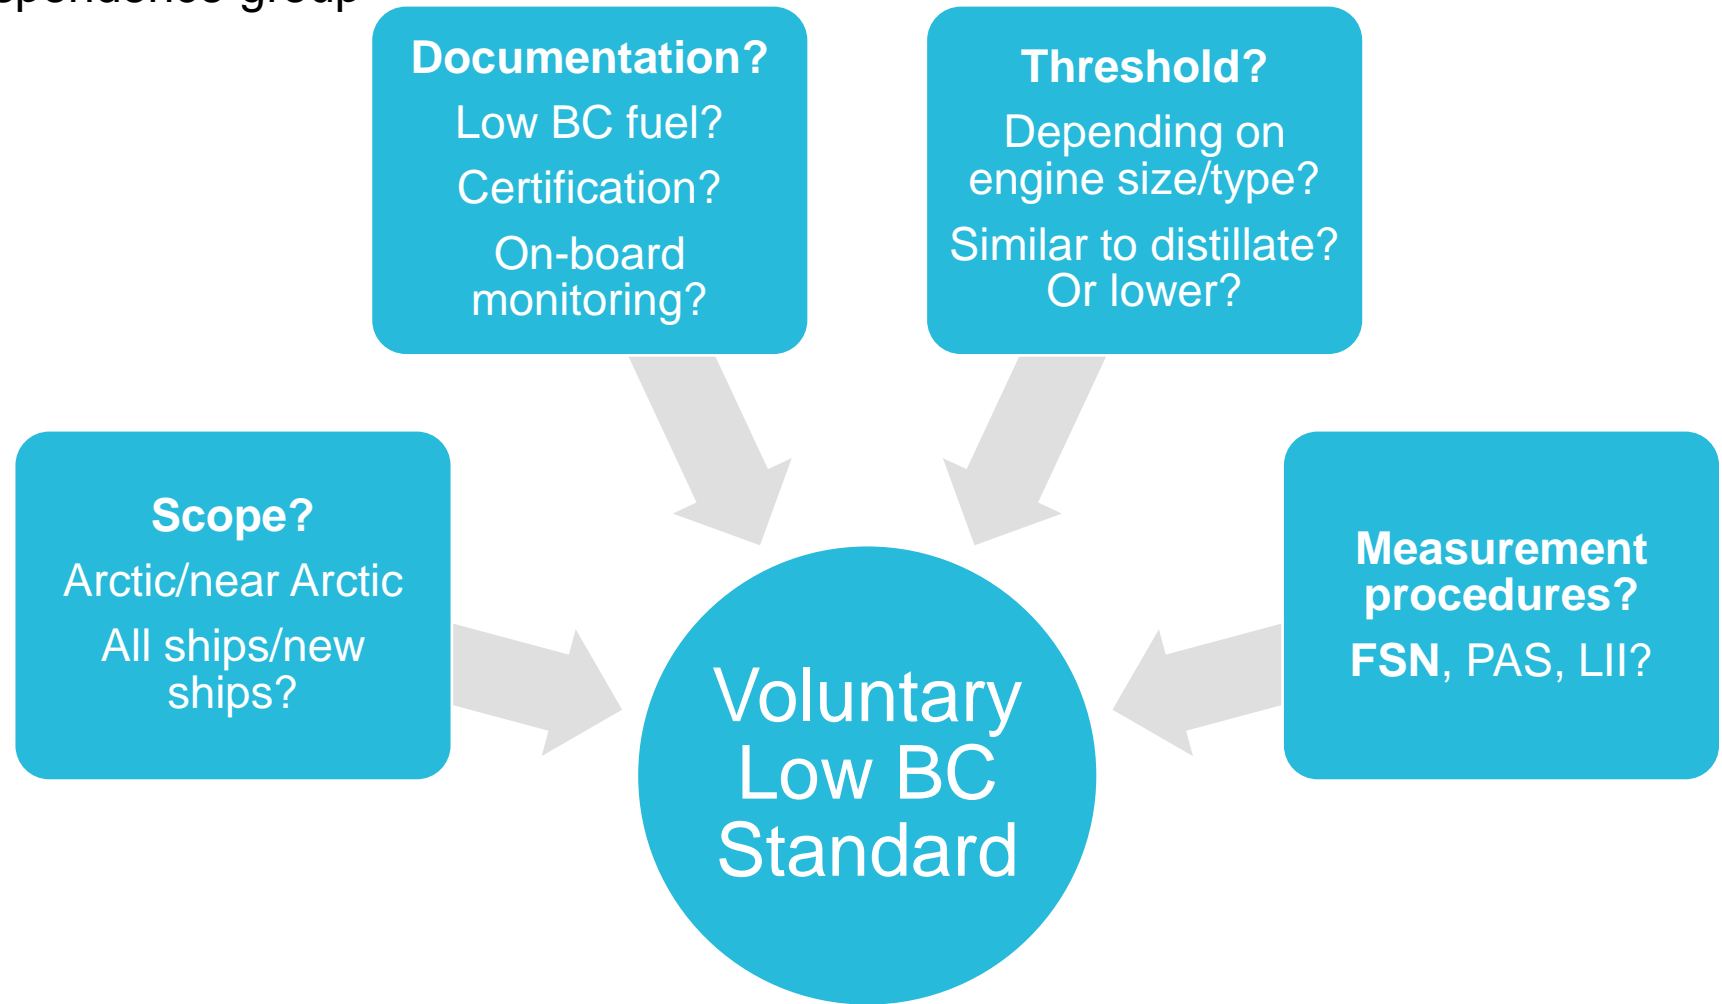 group
Documentation?
Low BC fuel?
Certification?
On-board
monitoring?
Threshold?
Depending on
engine size/type?
Similar to distillate?
Or lower?
Scope?
Arctic/near Arctic
All ships/new
ships?
Measurement
procedures?
FSN, PAS, LII?
Voluntary
Low BC
Standard